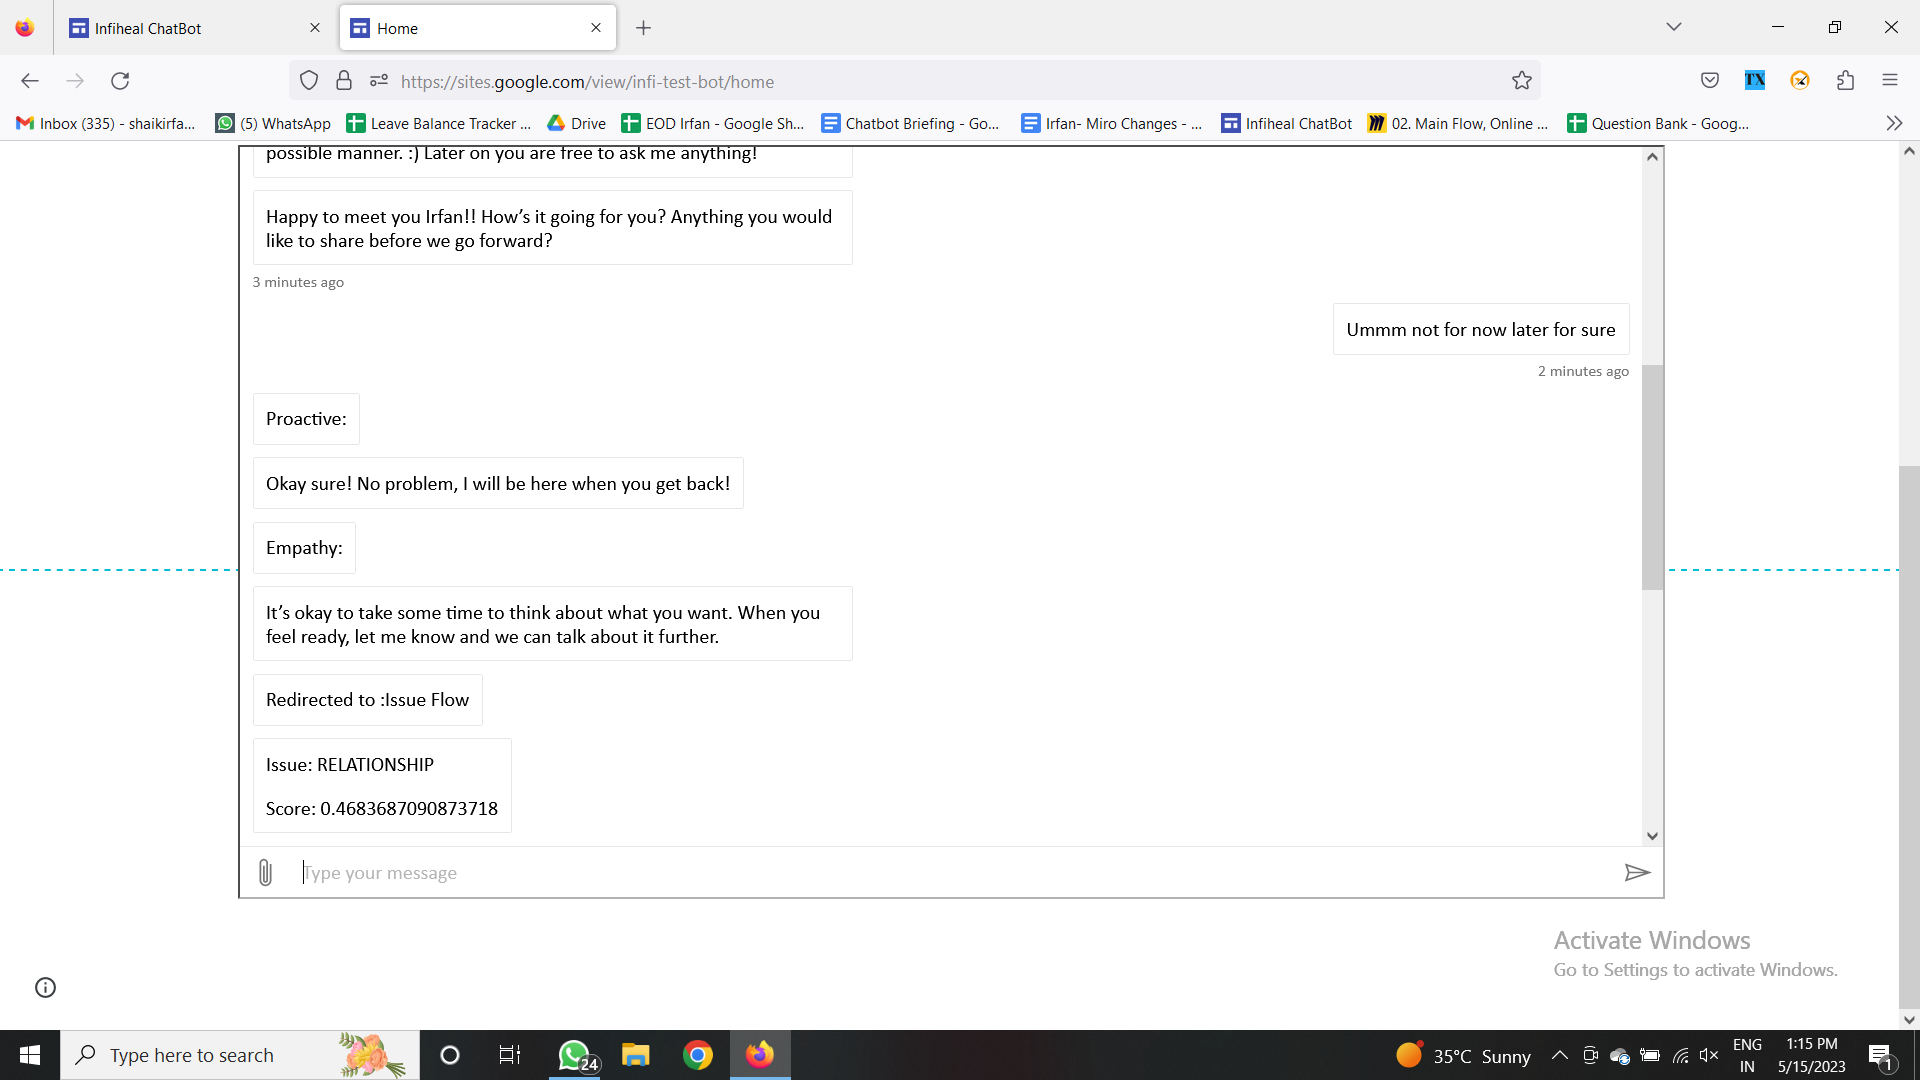 Infiheal ChatBot
Home
https://sites.google.com/view/infi-test-bot/home
TX
Inbox (335) - shaikirfa...
(5) WhatsApp
Leave Balance Tracker ...
Drive
EOD Irfan - Google Sh...
Chatbot Briefing - Go...
Irfan- Miro Changes - ...
Infiheal ChatBot
02. Main Flow, Online ...
Question Bank - Goog...
possible manner. :) Later on you are free to ask me anything!
Happy to meet you Irfan!! How’s it going for you? Anything you would
like to share before we go forward?
3 minutes ago
Ummm not for now later for sure
2 minutes ago
Proactive:
Okay sure! No problem, I will be here when you get back!
Empathy:
It’s okay to take some time to think about what you want. When you
feel ready, let me know and we can talk about it further.
Redirected to :Issue Flow
Issue: RELATIONSHIP
Score: 0.4683687090873718
Type your message
Activate Windows
Go to Settings to activate Windows.
Type here to search
24
35°C Sunny
ENG
IN
1:15 PM
5/15/2023
1